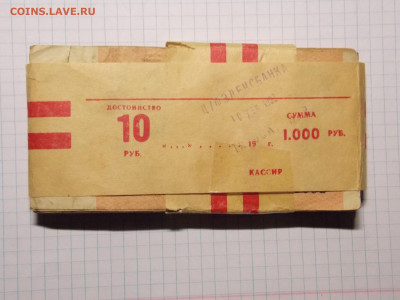 COINS.LAVE.RU
ДОСТОИНСТВО
10
РУБ.
СУММА
1.000 РУБ.
19 г.
КАССИР